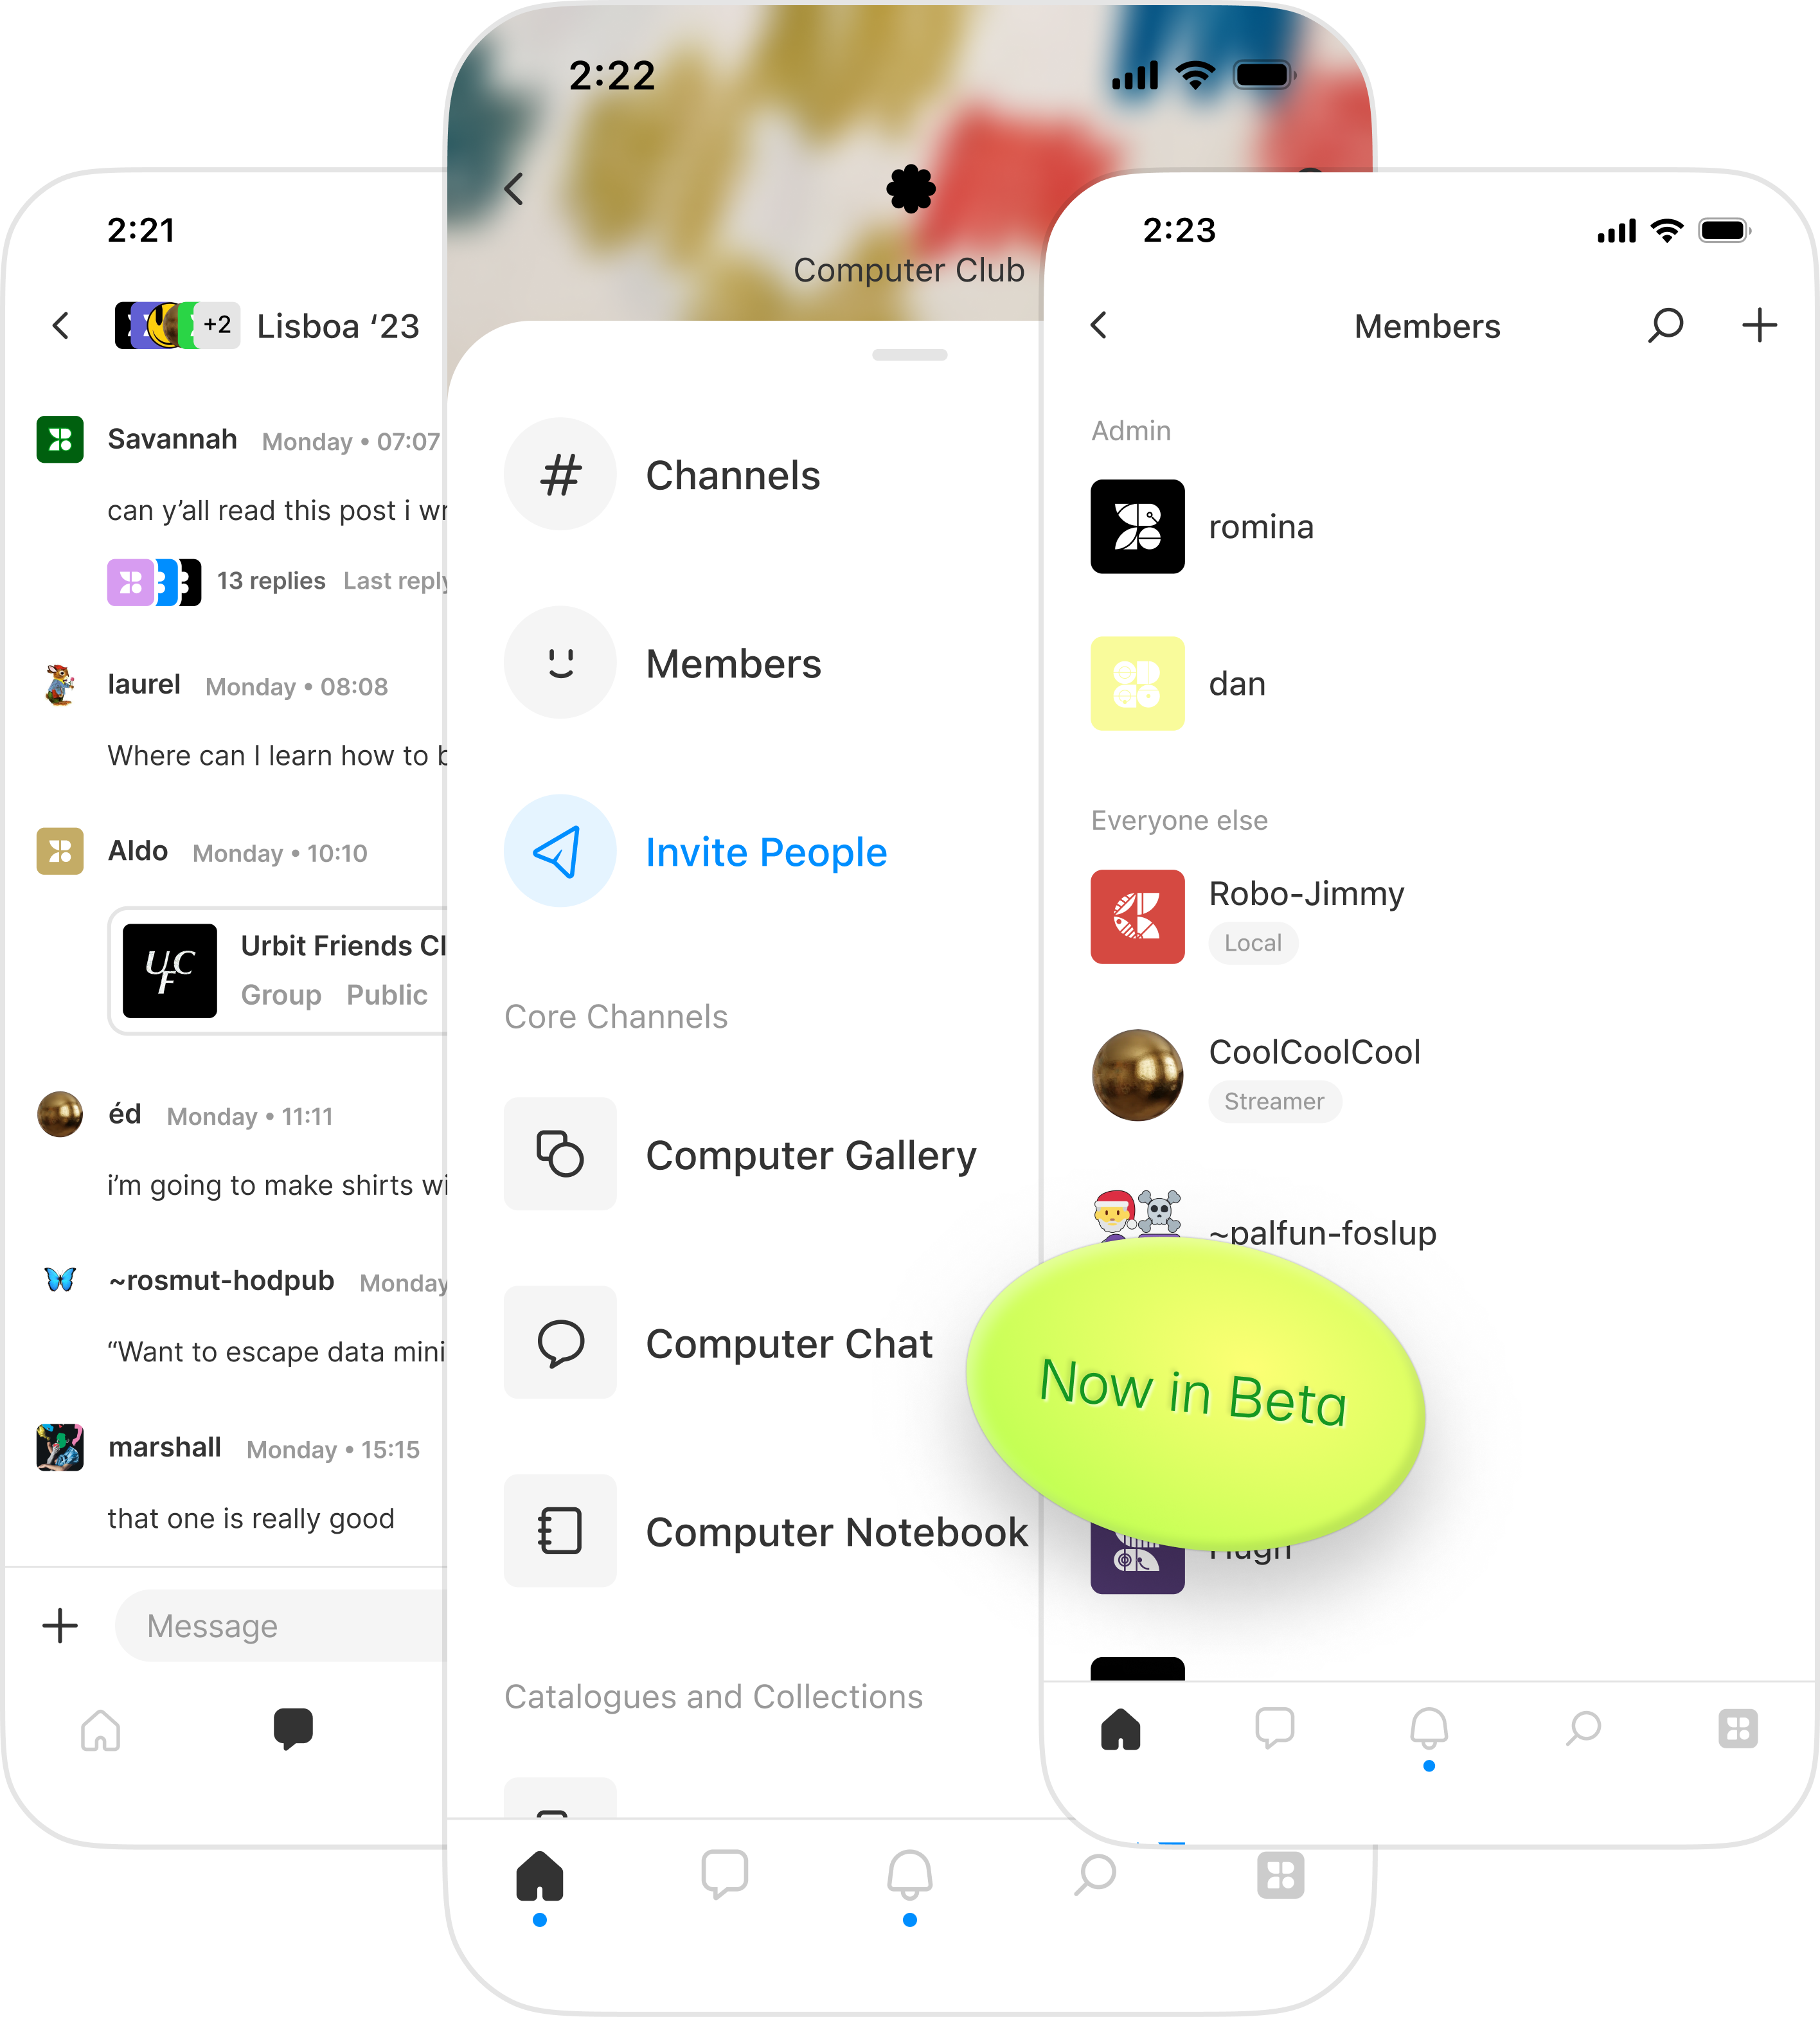 2:21
+2 Lisboa ‘23
Savannah Monday • 07:07
can y’all read this post i
13 replies Last reply
laurel Monday • 08:08
Where can I learn how to
Aldo Monday • 10:10
UFC
Urbit Friends
Group Public
éd Monday • 11:11
i’m going to make shirts
~rosmut-hodpub Monday
“Want to escape data
marshall Monday • 15:15
that one is really good
Message
2:22
Computer Club
Channels
Members
Invite People
Core Channels
Computer Gallery
Computer Chat
Computer Notebook
Catalogues and Collections
2:23
Members
Admin
romina
dan
Everyone else
Robo-Jimmy
Local
CoolCoolCool
Streamer
~palfun-foslup
Now in Beta
Hugh